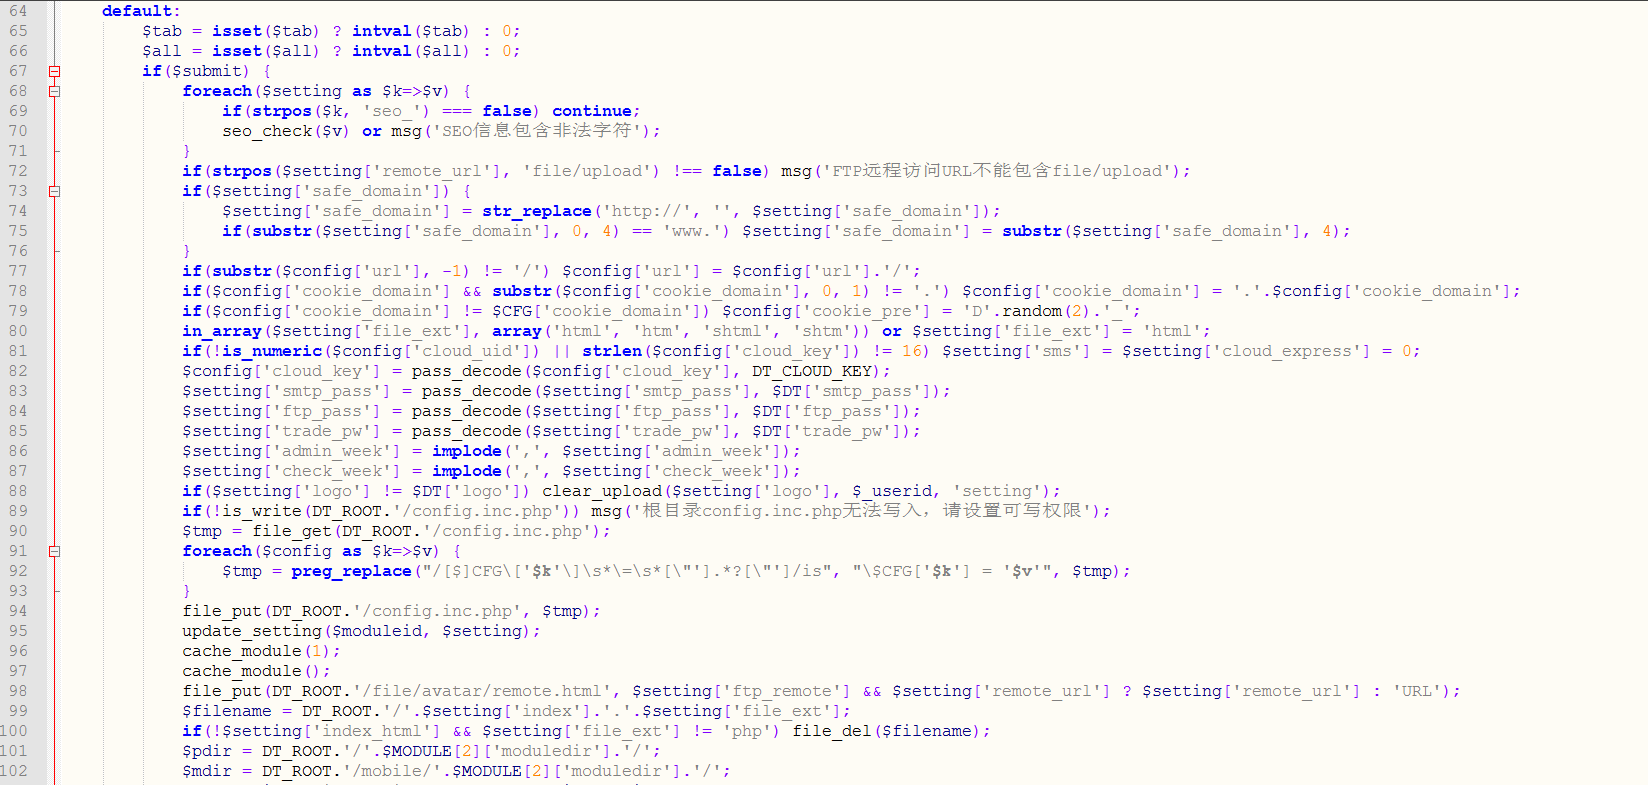 64 default:
65 $tab = isset($tab) ? intval($tab) : 0;
66 $all = isset($all) ? intval($all) : 0;
67 if($submit) {
68 foreach($setting as $k=>$v) {
69 if(strpos($k, 'seo_') === false) continue;
70 seo_check($v) or msg('SEO信息包含非法字符');
71 }
72 if(strpos($setting['remote_url'], 'file/upload') !== false) msg('FTP远程访问URL不能包含file/upload');
73 if($setting['safe_domain']) {
74 $setting['safe_domain'] = str_replace('http://', '', $setting['safe_domain']);
75 if(substr($setting['safe_domain'], 0, 4) == 'www.') $setting['safe_domain'] = substr($setting['safe_domain'], 4);
76 }
77 if(substr($config['url'], -1) != '/') $config['url'] = $config['url'].'/';
78 if($config['cookie_domain'] && substr($config['cookie_domain'], 0, 1) != '.') $config['cookie_domain'] = '.'.$config['cookie_domain'];
79 if($config['cookie_domain'] != $CFG['cookie_domain']) $config['cookie_pre'] = 'D'.random(2).'_';
80 in_array($setting['file_ext'], array('html', 'htm', 'shtml', 'shtm')) or $setting['file_ext'] = 'html';
81 if(!is_numeric($config['cloud_uid']) || strlen($config['cloud_key']) != 16) $setting['sms'] = $setting['cloud_express'] = 0;
82 $config['cloud_key'] = pass_decode($config['cloud_key'], DT_CLOUD_KEY);
83 $setting['smtp_pass'] = pass_decode($setting['smtp_pass'], $DT['smtp_pass']);
84 $setting['ftp_pass'] = pass_decode($setting['ftp_pass'], $DT['ftp_pass']);
85 $setting['trade_pw'] = pass_decode($setting['trade_pw'], $DT['trade_pw']);
86 $setting['admin_week'] = implode(',', $setting['admin_week']);
87 $setting['check_week'] = implode(',', $setting['check_week']);
88 if($setting['logo'] != $DT['logo']) clear_upload($setting['logo'], $_userid, 'setting');
89 if(!is_write(DT_ROOT.'/config.inc.php')) msg('根目录config.inc.php无法写入，请设置可写权限');
90 $tmp = file_get(DT_ROOT.'/config.inc.php');
91 foreach($config as $k=>$v) {
92 $tmp = preg_replace("/[$]CFG\['$k'\]\s*\=\s*[\"'].*?[\"']/is", "\$CFG['$k'] = '$v'", $tmp);
93 }
94 file_put(DT_ROOT.'/config.inc.php', $tmp);
95 update_setting($moduleid, $setting);
96 cache_module(1);
97 cache_module();
98 file_put(DT_ROOT.'/file/avatar/remote.html', $setting['ftp_remote'] && $setting['remote_url'] ? $setting['remote_url'] : 'URL');
99 $filename = DT_ROOT.'/'.$setting['index'].'.'.$setting['file_ext'];
100 if(!$setting['index_html'] && $setting['file_ext'] != 'php') file_del($filename);
101 $pdir = DT_ROOT.'/'.$MODULE[2]['moduledir'].'/';
102 $mdir = DT_ROOT.'/mobile/'.$MODULE[2]['moduledir'].'/';